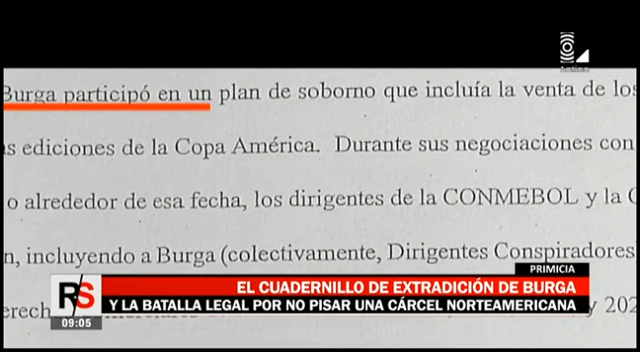 Burga participó en un plan de soborno que incluía la venta de los
s ediciones de la Copa América. Durante sus negociaciones con
o alrededor de esa fecha, los dirigentes de la CONMEBOL y la
n, incluyendo a Burga (colectivamente, Dirigentes Conspiradores
PRIMICIA
EL CUADERNILLO DE EXTRADICIÓN DE BURGA
R/S
Y LA BATALLA LEGAL POR NO PISAR UNA CÁRCEL NORTEAMERICANA
erech
y 202
09:05